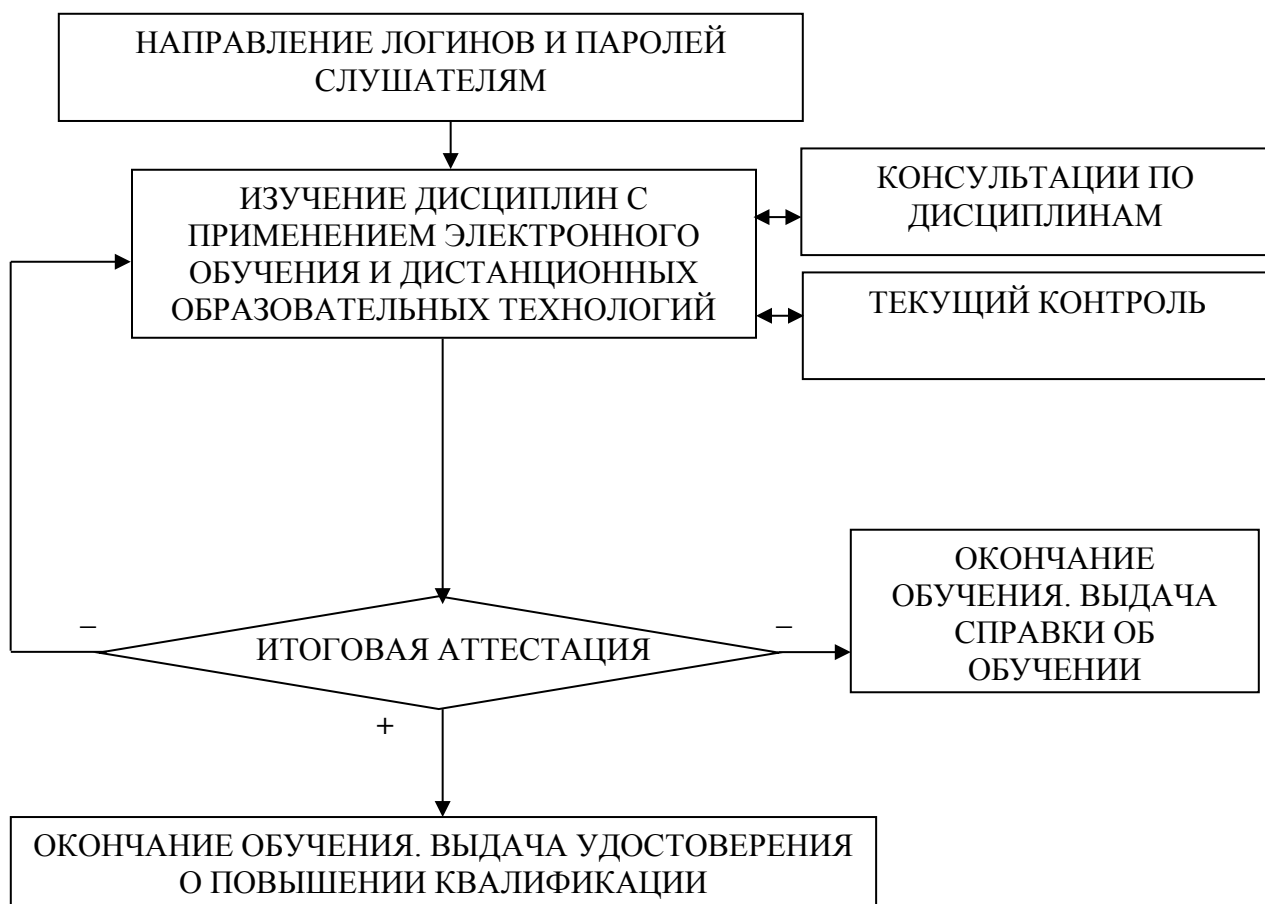 НАПРАВЛЕНИЕ ЛОГИНОВ И ПАРОЛЕЙ
СЛУШАТЕЛЯМ
ИЗУЧЕНИЕ ДИСЦИПЛИН С
ПРИМЕНЕНИЕМ ЭЛЕКТРОННОГО
ОБУЧЕНИЯ И ДИСТАНЦИОННЫХ
ОБРАЗОВАТЕЛЬНЫХ ТЕХНОЛОГИЙ
КОНСУЛЬТАЦИИ ПО
ДИСЦИПЛИНАМ
ТЕКУЩИЙ КОНТРОЛЬ
–
ИТОГОВАЯ АТТЕСТАЦИЯ
–
ОКОНЧАНИЕ
ОБУЧЕНИЯ. ВЫДАЧА
СПРАВКИ ОБ
ОБУЧЕНИИ
+
ОКОНЧАНИЕ ОБУЧЕНИЯ. ВЫДАЧА УДОСТОВЕРЕНИЯ
О ПОВЫШЕНИИ КВАЛИФИКАЦИИ